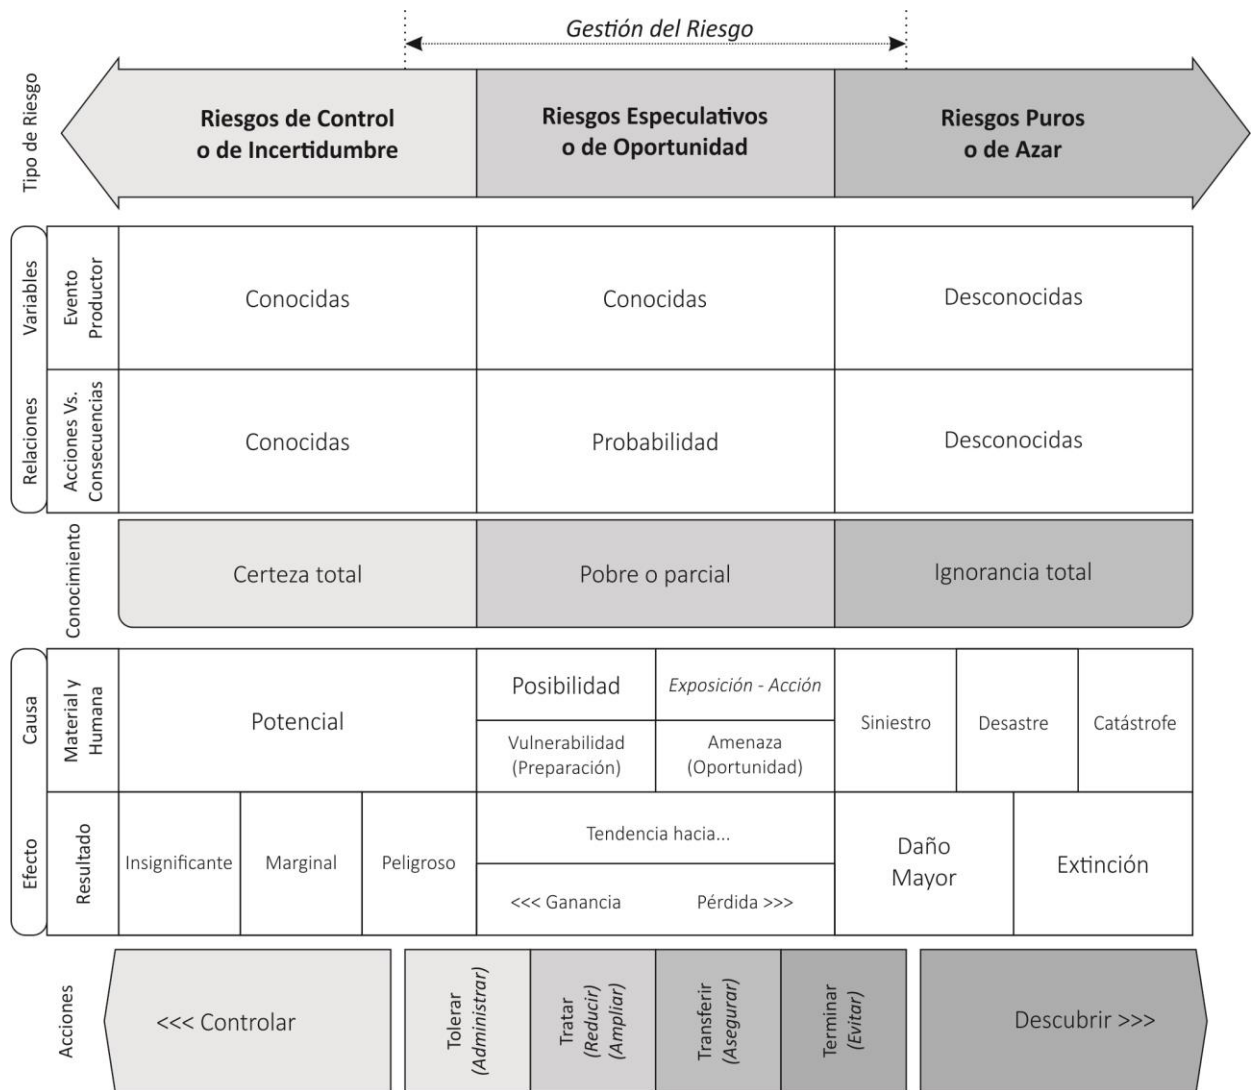 Gestión del Riesgo
Tipo de Riesgo
Riesgos de Control
o de Incertidumbre
Riesgos Especulativos
o de Oportunidad
Riesgos Puros
o de Azar
Variables
Evento
Productor
Conocidas
Conocidas
Desconocidas
Relaciones
Acciones Vs.
Consecuencias
Conocidas
Probabilidad
Desconocidas
Conocimiento
Certeza total
Pobre o parcial
Ignorancia total
Causa
Material y
Humana
Potencial
Posibilidad
Exposición - Acción
Vulnerabilidad
(Preparación)
Amenaza
(Oportunidad)
Siniestro
Desastre
Catástrofe
Efecto
Resultado
Insignificante
Marginal
Peligroso
Tendencia hacia...
<<< Ganancia
Pérdida >>>
Daño
Mayor
Extinción
Acciones
<<< Controlar
Tolerar
(Administrar)
Tratar
(Reducir)
(Ampliar)
Transferir
(Asegurar)
Terminar
(Evitar)
Descubrir >>>